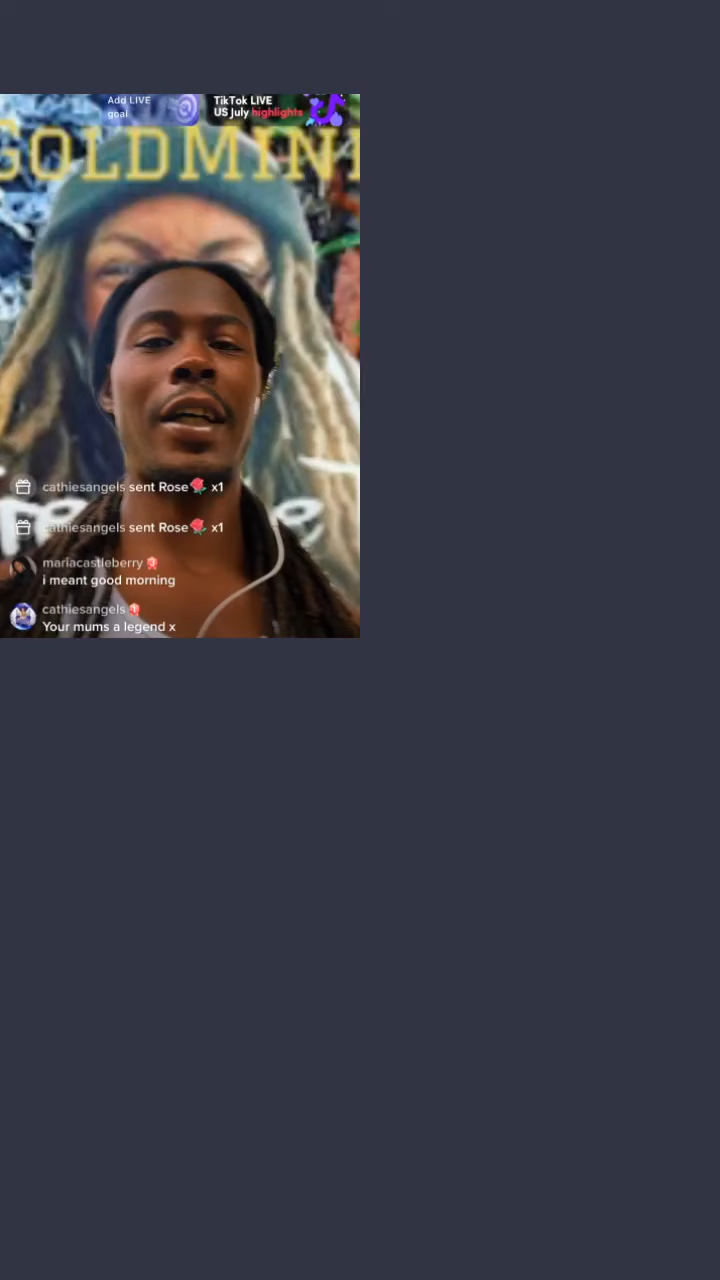 Add LIVE
goal
TikTok LIVE
US July highlights
GOLDMIN
cathiesangels sent Rose🌹 x1
cathiesangels sent Rose🌹 x1
mariacastleberry
i meant good morning
cathiesangels
Your mums a legend x